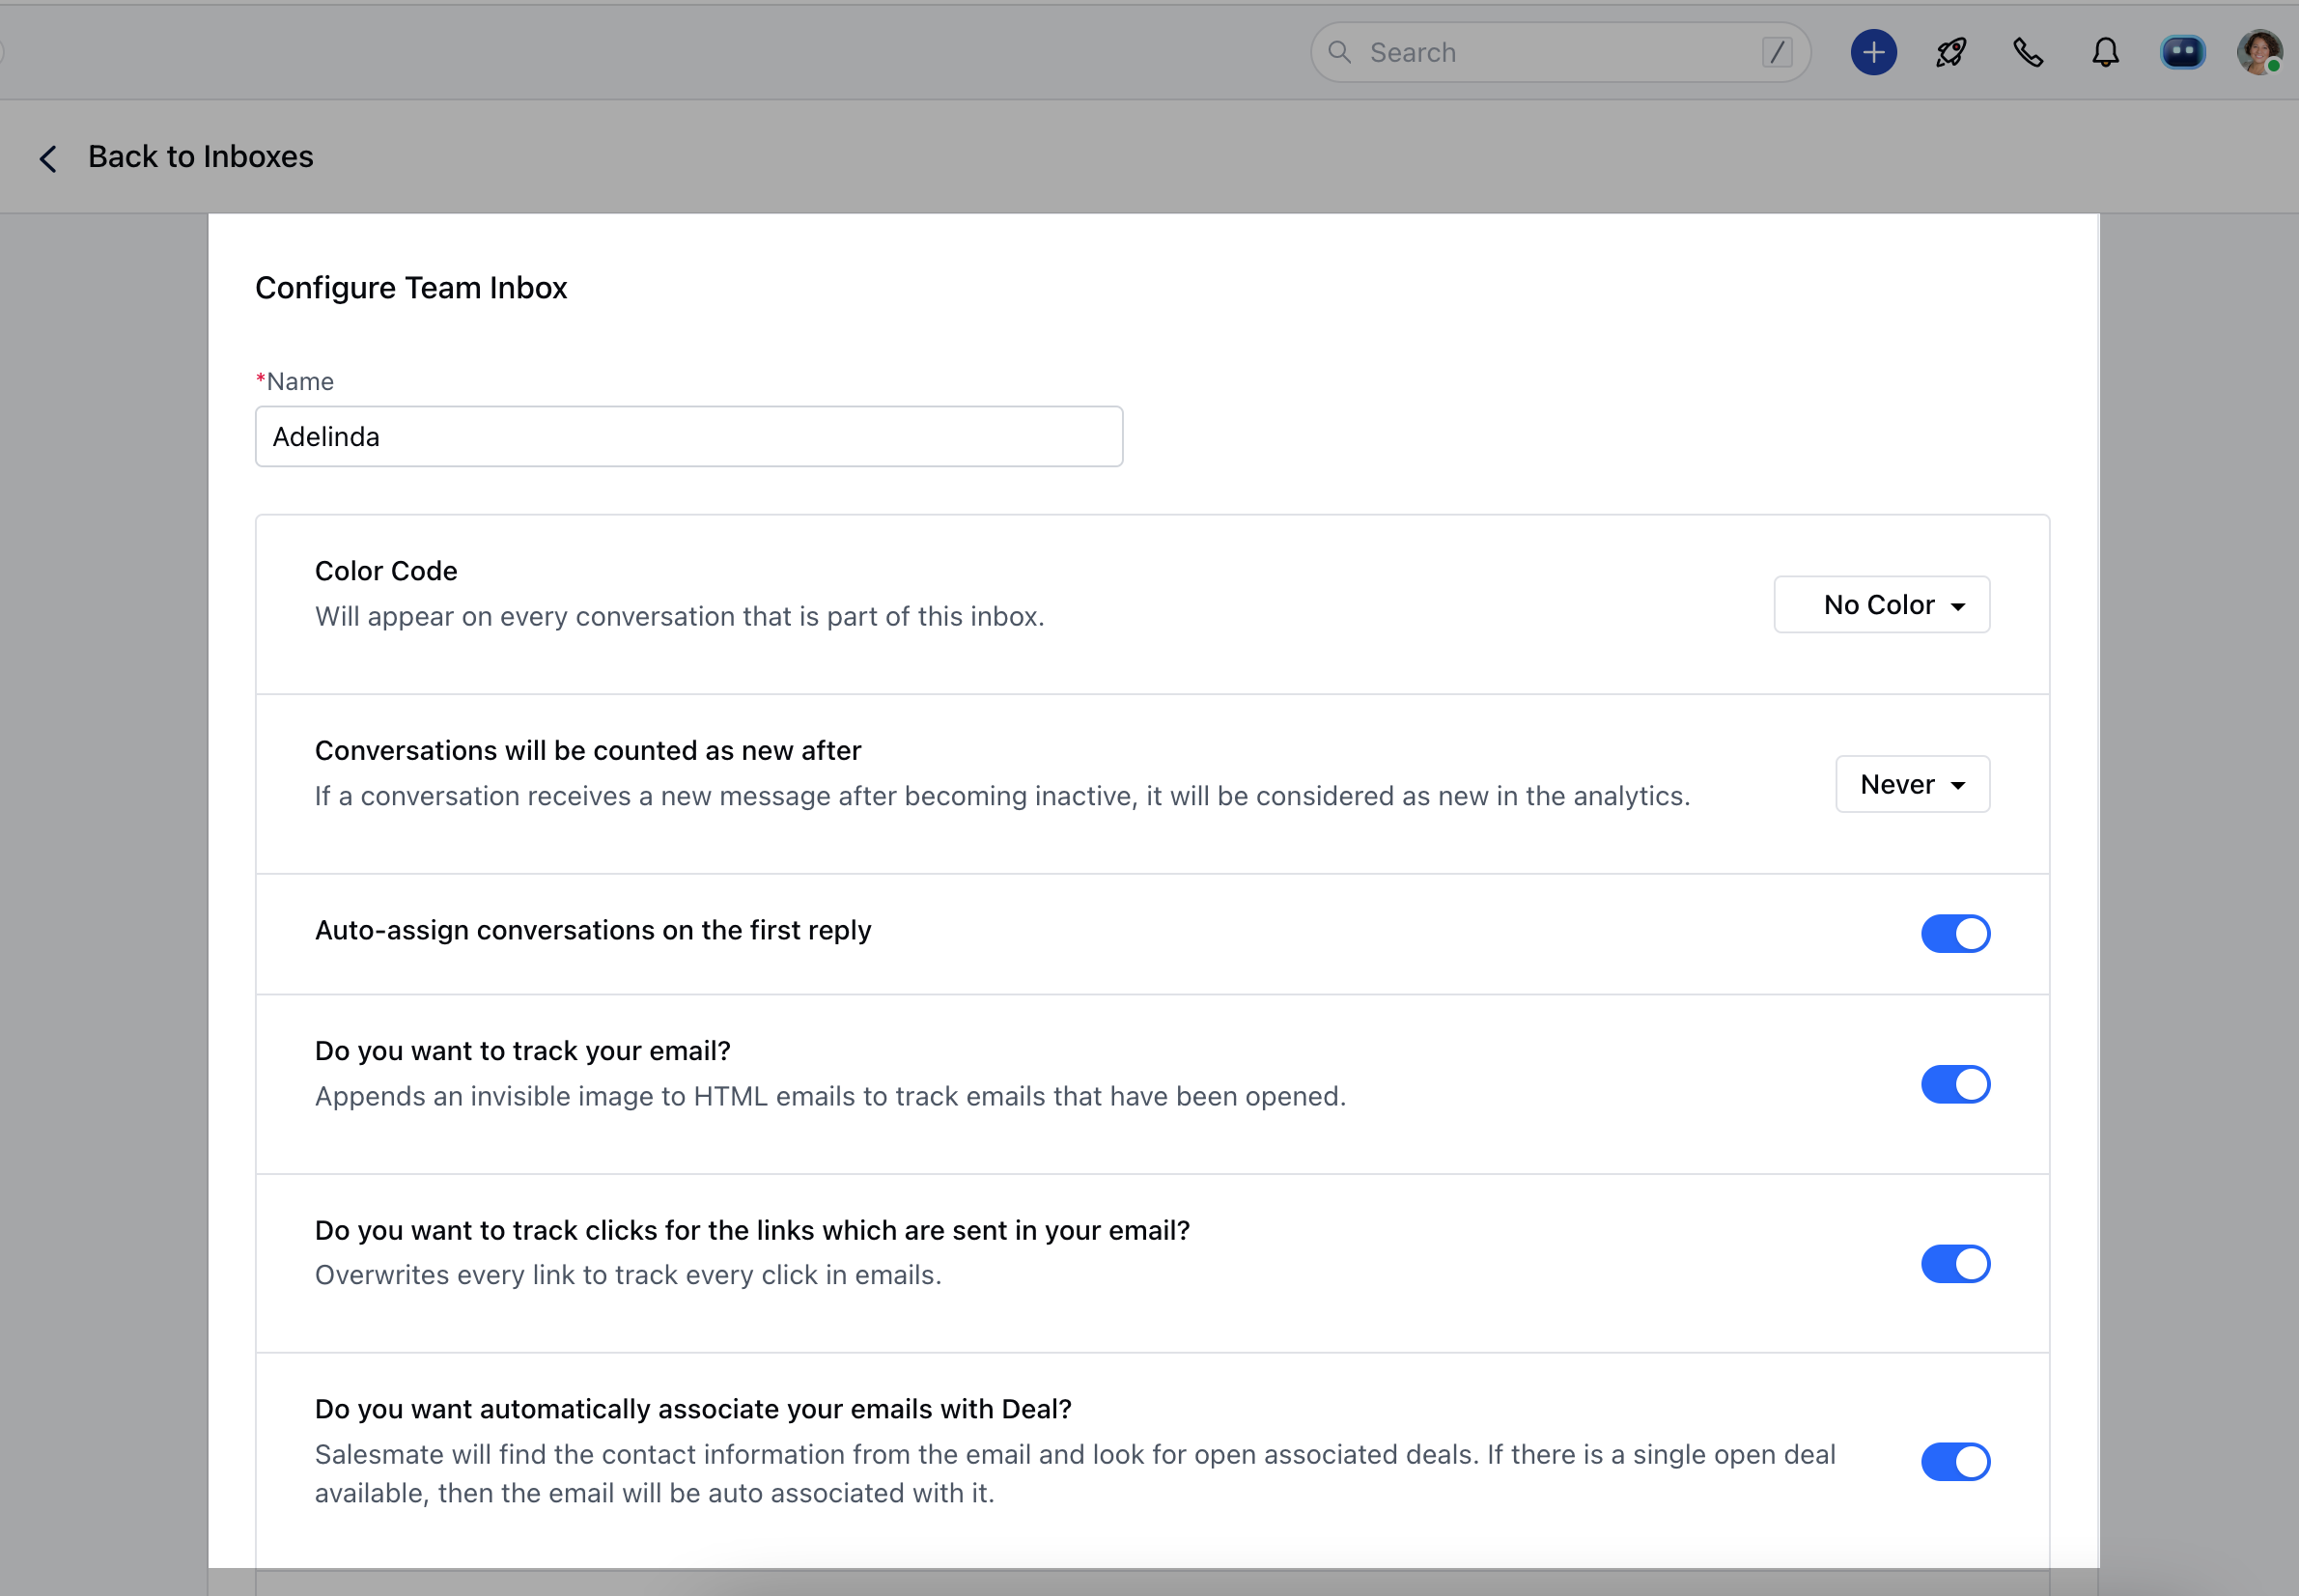 Search /
Back to Inboxes
Configure Team Inbox
*Name
Adelinda
Color Code
Will appear on every conversation that is part of this inbox.
No Color
Conversations will be counted as new after
If a conversation receives a new message after becoming inactive, it will be considered as new in the analytics.
Never
Auto-assign conversations on the first reply
Do you want to track your email?
Appends an invisible image to HTML emails to track emails that have been opened.
Do you want to track clicks for the links which are sent in your email?
Overwrites every link to track every click in emails.
Do you want automatically associate your emails with Deal?
Salesmate will find the contact information from the email and look for open associated deals. If there is a single open deal
available, then the email will be auto associated with it.